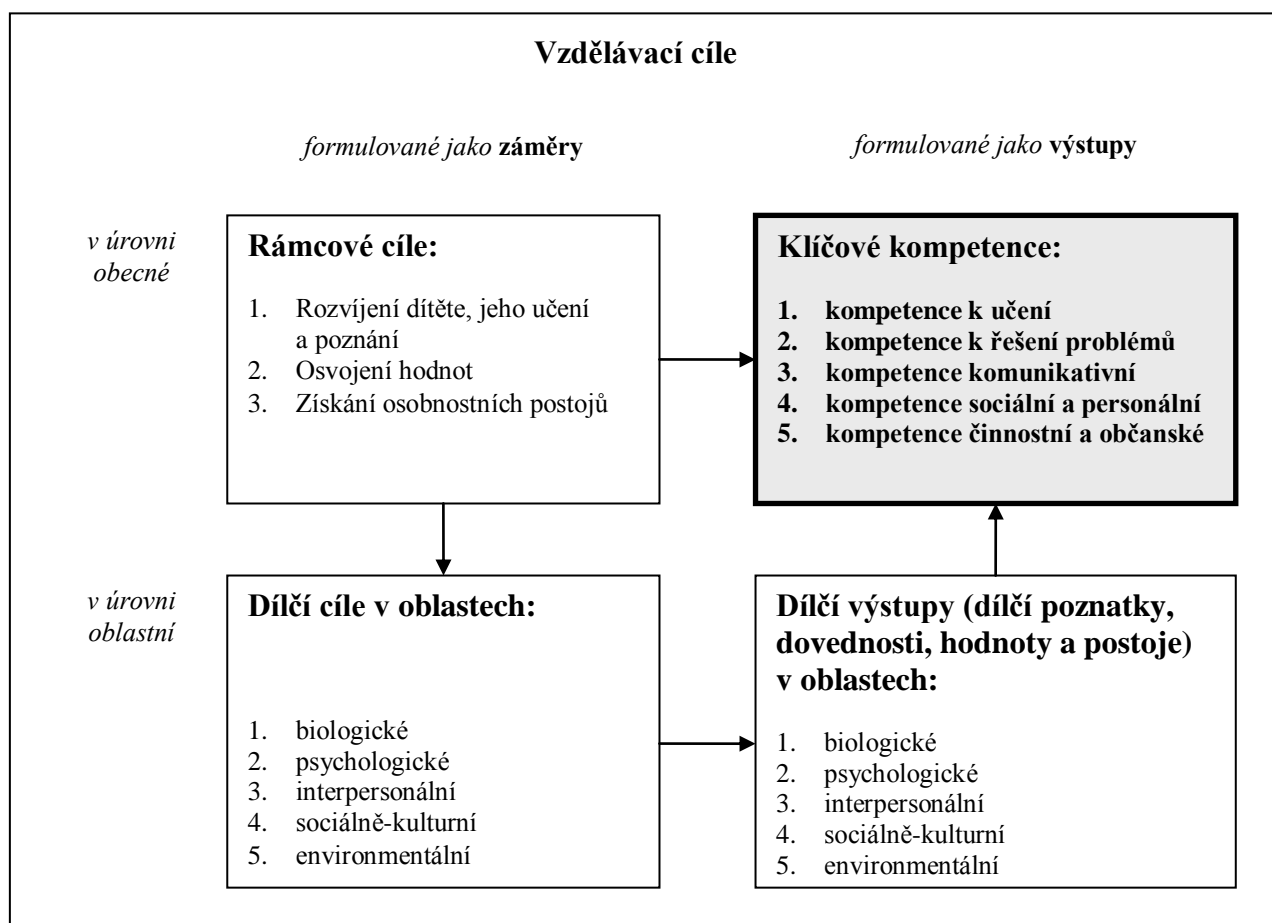 Vzdělávací cíle
formulované jako záměry
formulované jako výstupy
v úrovni
obecné
Rámcové cíle:
1. Rozvíjení dítěte, jeho učení
a poznání
2. Osvojení hodnot
3. Získání osobnostních postojů
Klíčové kompetence:
1. kompetence k učení
2. kompetence k řešení problémů
3. kompetence komunikativní
4. kompetence sociální a personální
5. kompetence činnostní a občanské
v úrovni
oblastní
Dílčí cíle v oblastech:
1. biologické
2. psychologické
3. interpersonální
4. sociálně-kulturní
5. environmentální
Dílčí výstupy (dílčí poznatky,
dovednosti, hodnoty a postoje)
v oblastech:
1. biologické
2. psychologické
3. interpersonální
4. sociálně-kulturní
5. environmentální